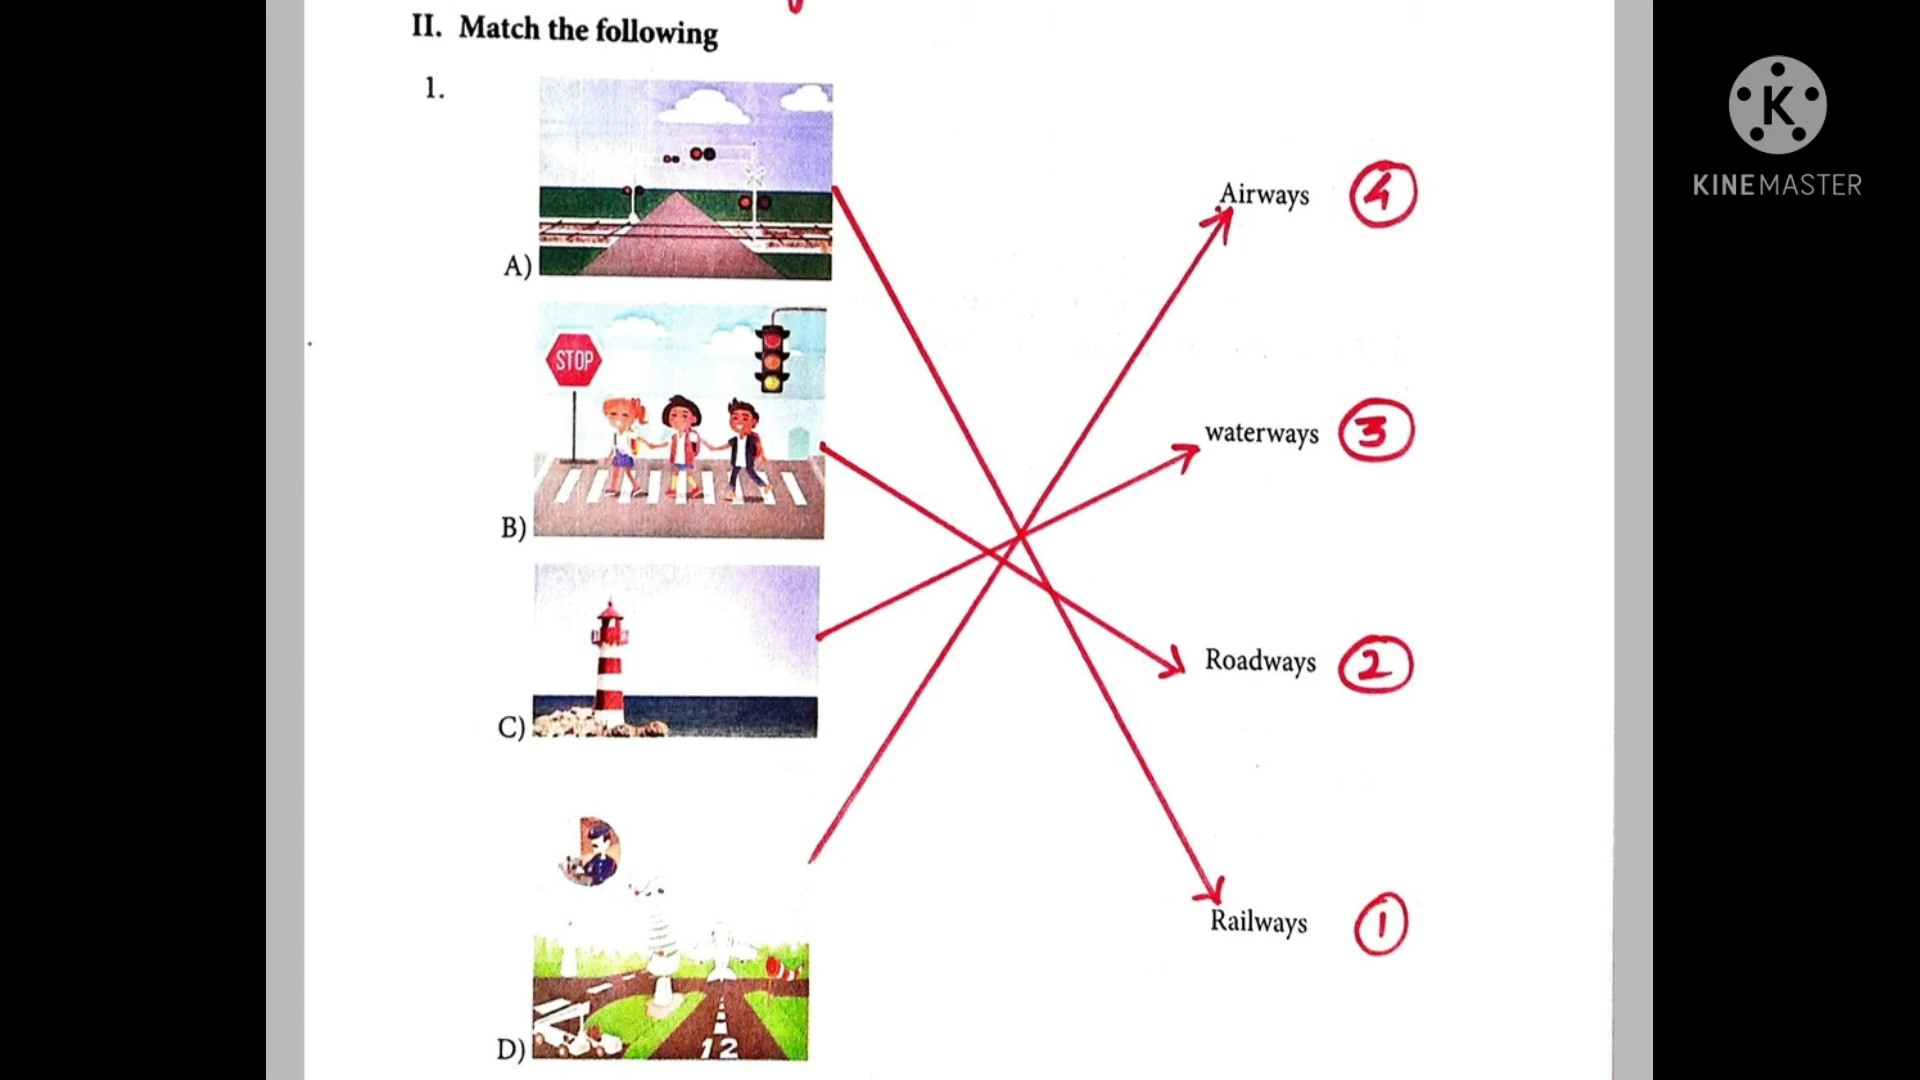 II. Match the following
1.
A)
STOP
B)
C)
D)
12
Airways 4
waterways 3
Roadways 2
Railways 1
K
KINEMASTER